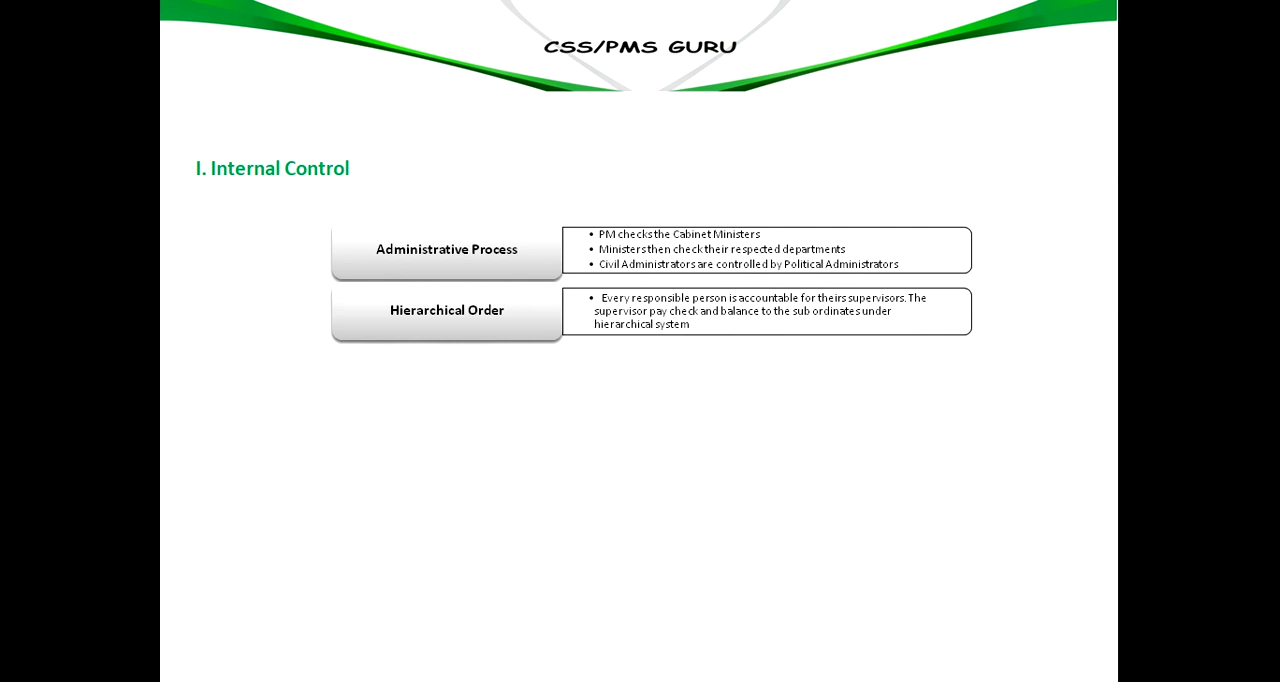 CSS/PMS GURU
I. Internal Control
Administrative Process
• PM checks the Cabinet Ministers
• Ministers then check their respected departments
• Civil Administrators are controlled by Political Administrators
Hierarchical Order
• Every responsible person is accountable for theirs supervisors. The
supervisor pay check and balance to the sub ordinates under
hierarchical system